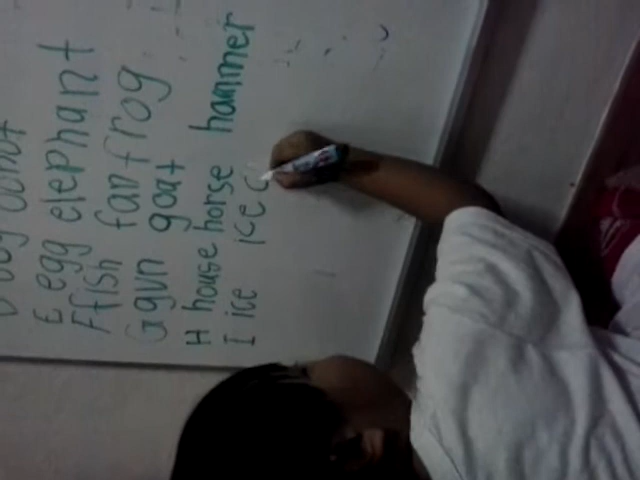 E egg elephant
F fish fan frog
G gun goat
H house horse hammer
I ice ice c